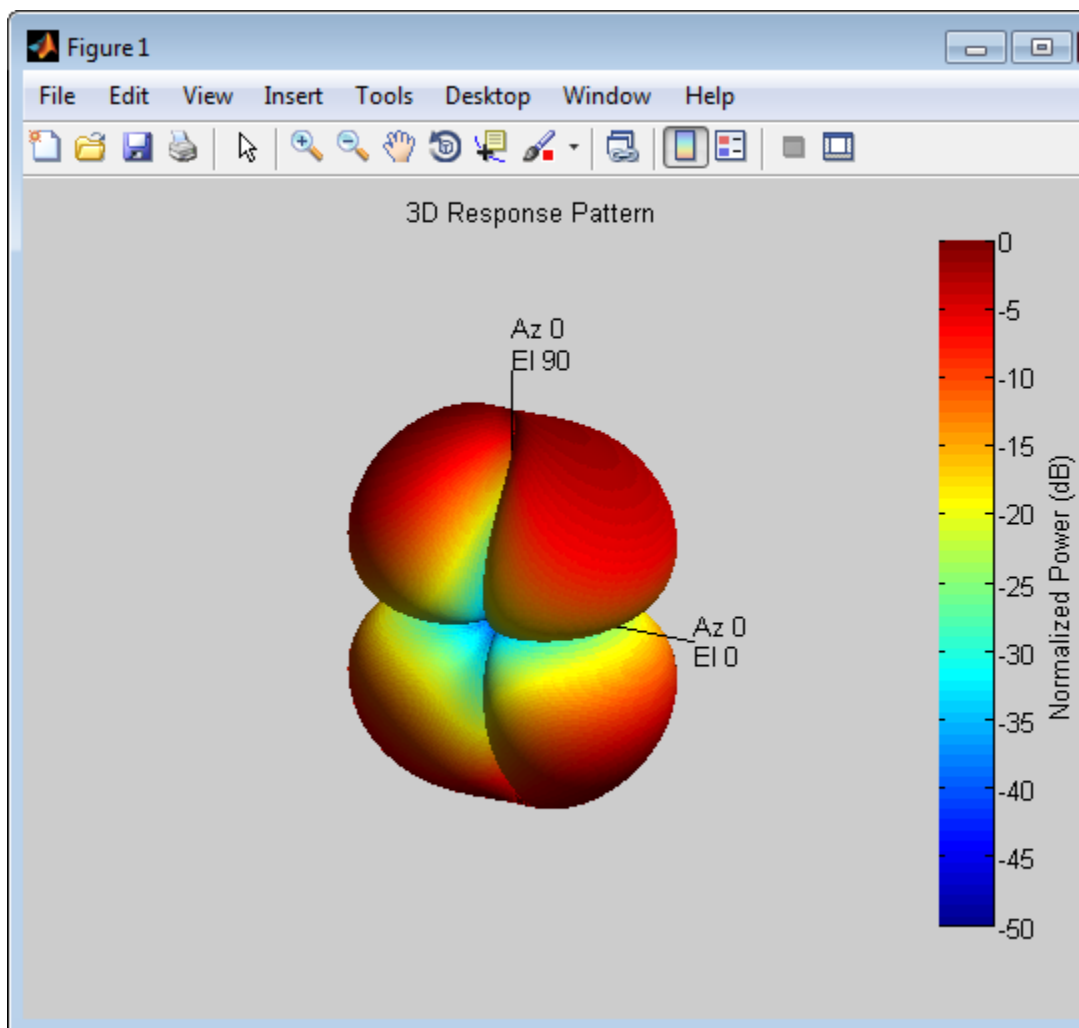 Figure 1
File Edit View Insert Tools Desktop Window Help
3D Response Pattern
Az 0
El 90
Az 0
El 0
0
-5
-10
-15
-20
-25
-30
-35
-40
-45
-50
Normalized Power (dB)